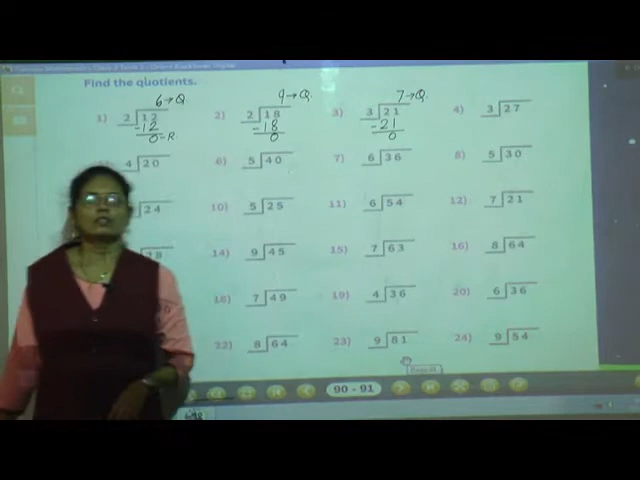 Find the quotients.
6→Q 9→Q 7→Q
1) 2)12 2) 2)18 3) 3)21 4) 3)27
-12 -18 -21
0-R 0 0
4)20 6) 5)40 7) 6)36 8) 5)30
)24 10) 5)25 11) 6)54 12) 7)21
)28 14) 9)45 15) 7)63 16) 8)64
18) 7)49 19) 4)36 20) 6)36
22) 8)64 23) 9)81 24) 9)54
90 - 91